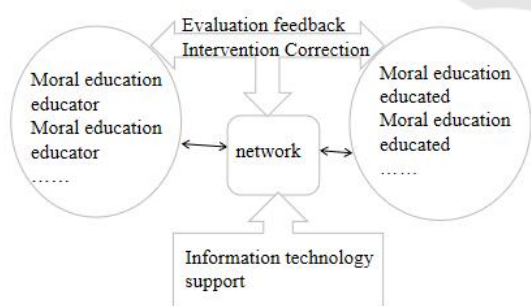 Evaluation feedback
Intervention Correction
Moral education
educator
Moral education
educator
……
network
Moral education
educated
Moral education
educated
……
Information technology
support